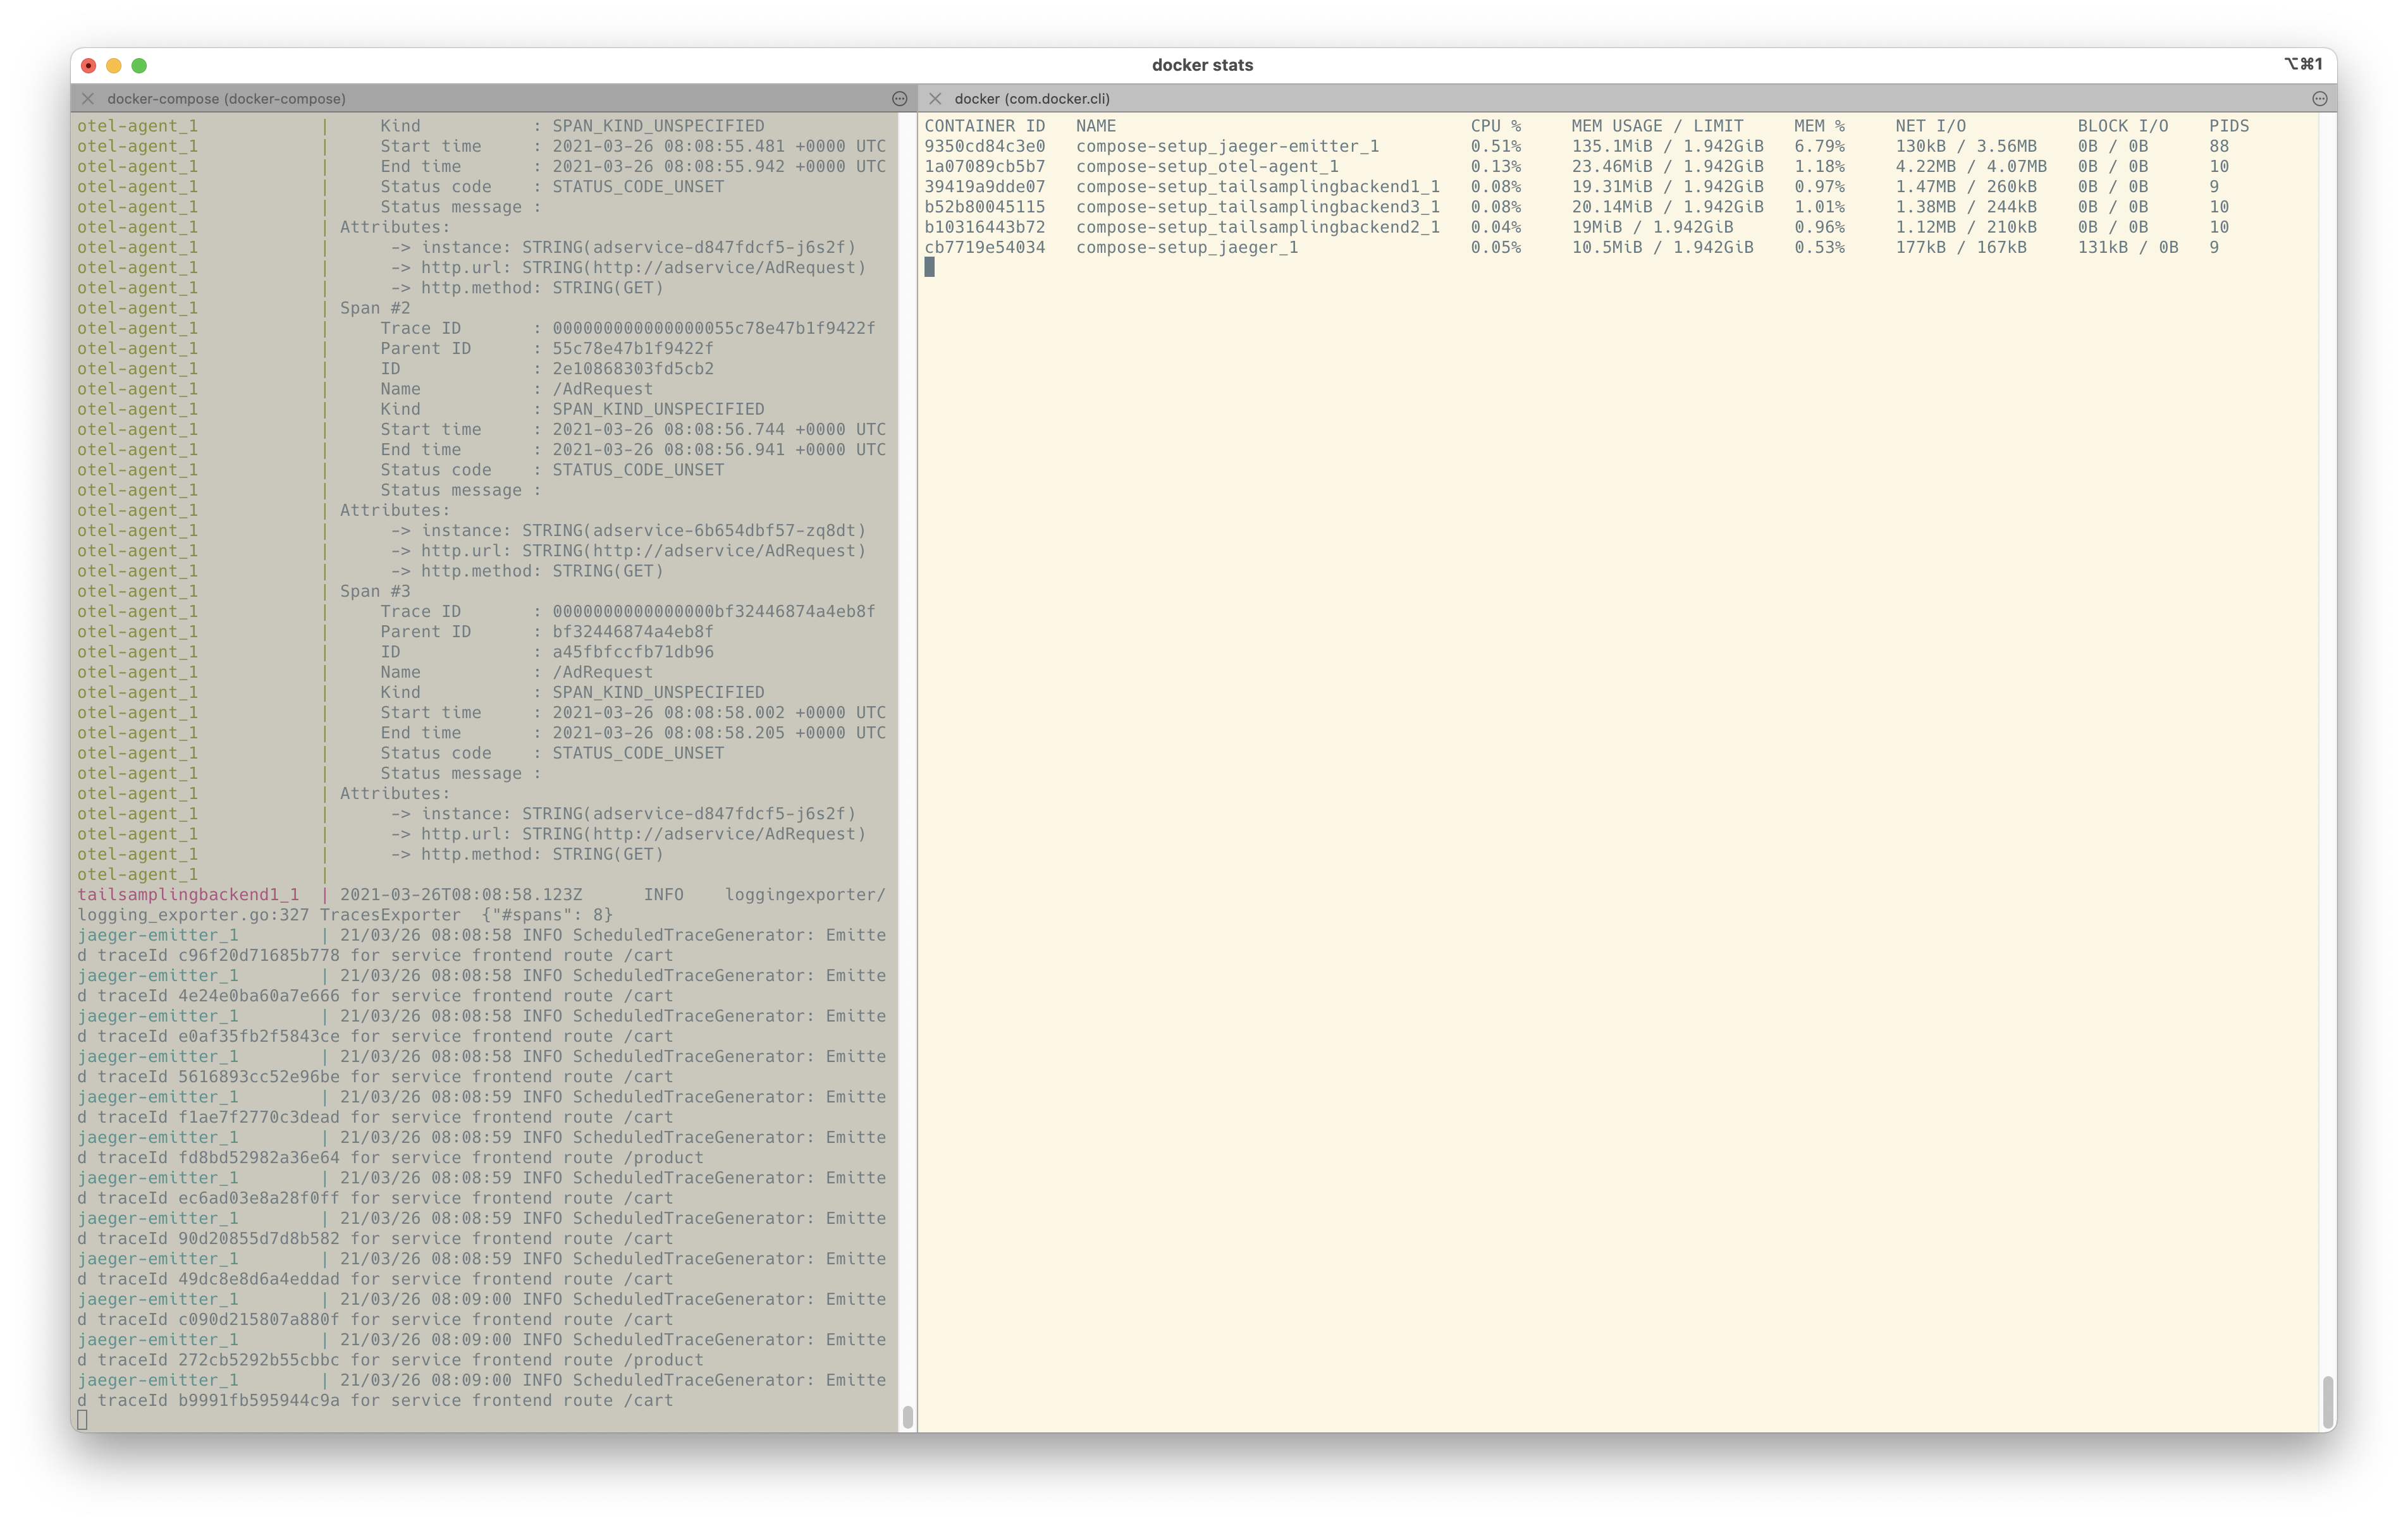 docker stats
⌥⌘1
docker-compose (docker-compose)
otel-agent_1 | Kind : SPAN_KIND_UNSPECIFIED
otel-agent_1 | Start time : 2021-03-26 08:08:55.481 +0000 UTC
otel-agent_1 | End time : 2021-03-26 08:08:55.942 +0000 UTC
otel-agent_1 | Status code : STATUS_CODE_UNSET
otel-agent_1 | Status message :
otel-agent_1 | Attributes:
otel-agent_1 | -> instance: STRING(adservice-d847fdcf5-j6s2f)
otel-agent_1 | -> http.url: STRING(http://adservice/AdRequest)
otel-agent_1 | -> http.method: STRING(GET)
otel-agent_1 | Span #2
otel-agent_1 | Trace ID : 000000000000000055c78e47b1f9422f
otel-agent_1 | Parent ID : 55c78e47b1f9422f
otel-agent_1 | ID : 2e10868303fd5cb2
otel-agent_1 | Name : /AdRequest
otel-agent_1 | Kind : SPAN_KIND_UNSPECIFIED
otel-agent_1 | Start time : 2021-03-26 08:08:56.744 +0000 UTC
otel-agent_1 | End time : 2021-03-26 08:08:56.941 +0000 UTC
otel-agent_1 | Status code : STATUS_CODE_UNSET
otel-agent_1 | Status message :
otel-agent_1 | Attributes:
otel-agent_1 | -> instance: STRING(adservice-6b654dbf57-zq8dt)
otel-agent_1 | -> http.url: STRING(http://adservice/AdRequest)
otel-agent_1 | -> http.method: STRING(GET)
otel-agent_1 | Span #3
otel-agent_1 | Trace ID : 0000000000000000bf32446874a4eb8f
otel-agent_1 | Parent ID : bf32446874a4eb8f
otel-agent_1 | ID : a45fbfccfb71db96
otel-agent_1 | Name : /AdRequest
otel-agent_1 | Kind : SPAN_KIND_UNSPECIFIED
otel-agent_1 | Start time : 2021-03-26 08:08:58.002 +0000 UTC
otel-agent_1 | End time : 2021-03-26 08:08:58.205 +0000 UTC
otel-agent_1 | Status code : STATUS_CODE_UNSET
otel-agent_1 | Status message :
otel-agent_1 | Attributes:
otel-agent_1 | -> instance: STRING(adservice-d847fdcf5-j6s2f)
otel-agent_1 | -> http.url: STRING(http://adservice/AdRequest)
otel-agent_1 | -> http.method: STRING(GET)
otel-agent_1 |
tailsamplingbackend1_1 | 2021-03-26T08:08:58.123Z INFO loggingexporter/
logging_exporter.go:327 TracesExporter {"#spans": 8}
jaeger-emitter_1 | 21/03/26 08:08:58 INFO ScheduledTraceGenerator: Emitte
d traceId c96f20d71685b778 for service frontend route /cart
jaeger-emitter_1 | 21/03/26 08:08:58 INFO ScheduledTraceGenerator: Emitte
d traceId 4e24e0ba60a7e666 for service frontend route /cart
jaeger-emitter_1 | 21/03/26 08:08:58 INFO ScheduledTraceGenerator: Emitte
d traceId e0af35fb2f5843ce for service frontend route /cart
jaeger-emitter_1 | 21/03/26 08:08:58 INFO ScheduledTraceGenerator: Emitte
d traceId 5616893cc52e96be for service frontend route /cart
jaeger-emitter_1 | 21/03/26 08:08:59 INFO ScheduledTraceGenerator: Emitte
d traceId f1ae7f2770c3dead for service frontend route /cart
jaeger-emitter_1 | 21/03/26 08:08:59 INFO ScheduledTraceGenerator: Emitte
d traceId fd8bd52982a36e64 for service frontend route /product
jaeger-emitter_1 | 21/03/26 08:08:59 INFO ScheduledTraceGenerator: Emitte
d traceId ec6ad03e8a28f0ff for service frontend route /cart
jaeger-emitter_1 | 21/03/26 08:08:59 INFO ScheduledTraceGenerator: Emitte
d traceId 90d20855d7d8b582 for service frontend route /cart
jaeger-emitter_1 | 21/03/26 08:08:59 INFO ScheduledTraceGenerator: Emitte
d traceId 49dc8e8d6a4eddad for service frontend route /cart
jaeger-emitter_1 | 21/03/26 08:09:00 INFO ScheduledTraceGenerator: Emitte
d traceId c090d215807a880f for service frontend route /cart
jaeger-emitter_1 | 21/03/26 08:09:00 INFO ScheduledTraceGenerator: Emitte
d traceId 272cb5292b55cbbc for service frontend route /product
jaeger-emitter_1 | 21/03/26 08:09:00 INFO ScheduledTraceGenerator: Emitte
d traceId b9991fb595944c9a for service frontend route /cart
docker (com.docker.cli)
CONTAINER ID NAME CPU % MEM USAGE / LIMIT MEM % NET I/O BLOCK I/O PIDS
9350cd84c3e0 compose-setup_jaeger-emitter_1 0.51% 135.1MiB / 1.942GiB 6.79% 130kB / 3.56MB 0B / 0B 88
1a07089cb5b7 compose-setup_otel-agent_1 0.13% 23.46MiB / 1.942GiB 1.18% 4.22MB / 4.07MB 0B / 0B 10
39419a9dde07 compose-setup_tailsamplingbackend1_1 0.08% 19.31MiB / 1.942GiB 0.97% 1.47MB / 260kB 0B / 0B 9
b52b80045115 compose-setup_tailsamplingbackend3_1 0.08% 20.14MiB / 1.942GiB 1.01% 1.38MB / 244kB 0B / 0B 10
b10316443b72 compose-setup_tailsamplingbackend2_1 0.04% 19MiB / 1.942GiB 0.96% 1.12MB / 210kB 0B / 0B 10
cb7719e54034 compose-setup_jaeger_1 0.05% 10.5MiB / 1.942GiB 0.53% 177kB / 167kB 131kB / 0B 9